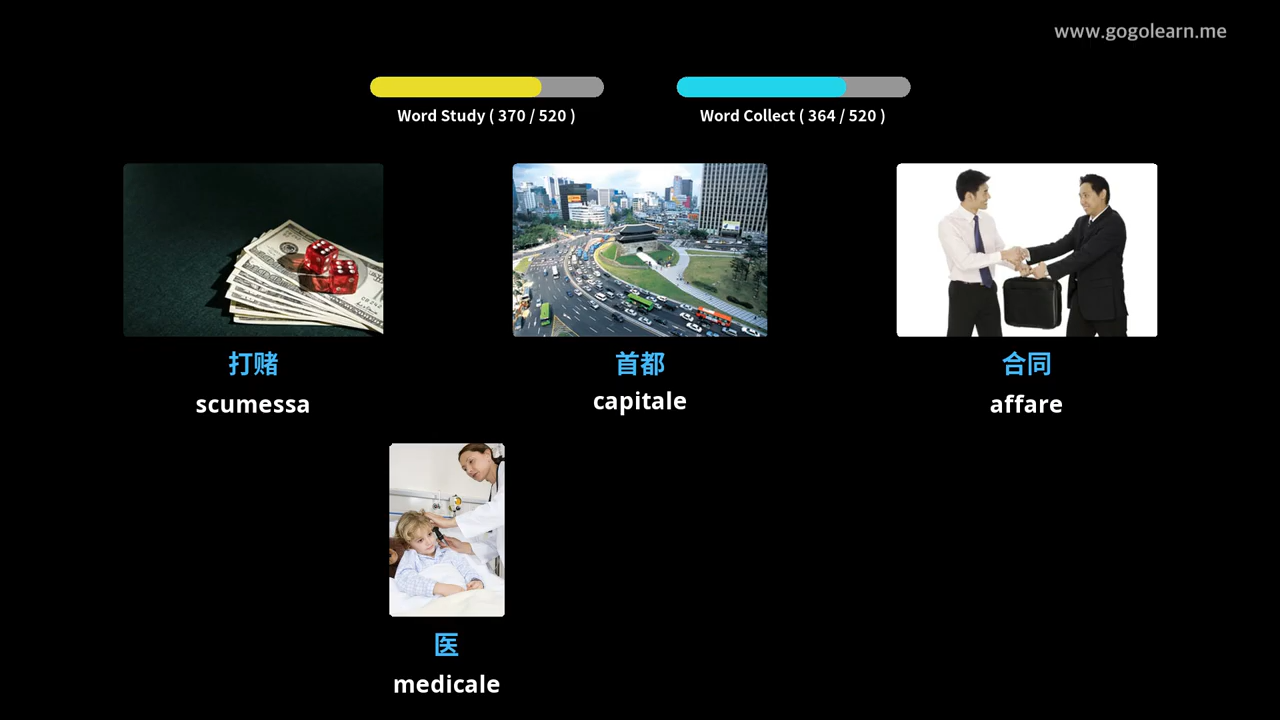 www.gogolearn.me
Word Study ( 370 / 520 )
Word Collect ( 364 / 520 )
打赌
scumessa
首都
capitale
合同
affare
医
medicale